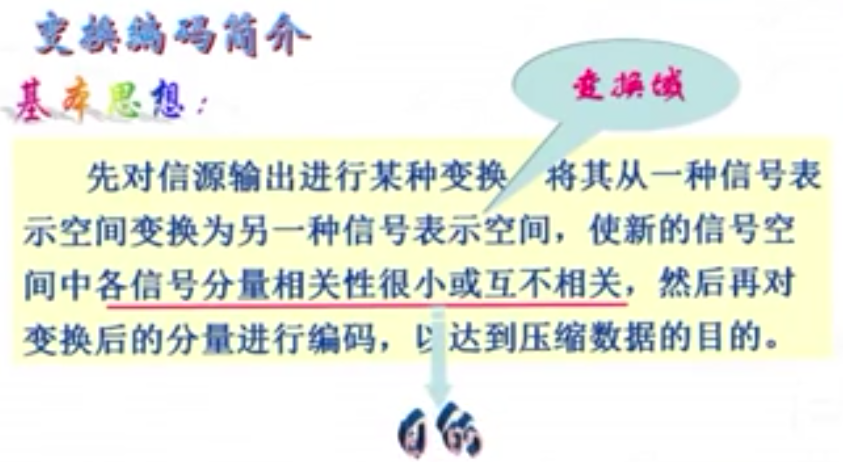 变换编码简介
基本思想：
变换域
先对信源输出进行某种变换，将其从一种信号表
示空间变换为另一种信号表示空间，使新的信号空
间中各信号分量相关性很小或互不相关，然后再对
变换后的分量进行编码，以达到压缩数据的目的。
目的